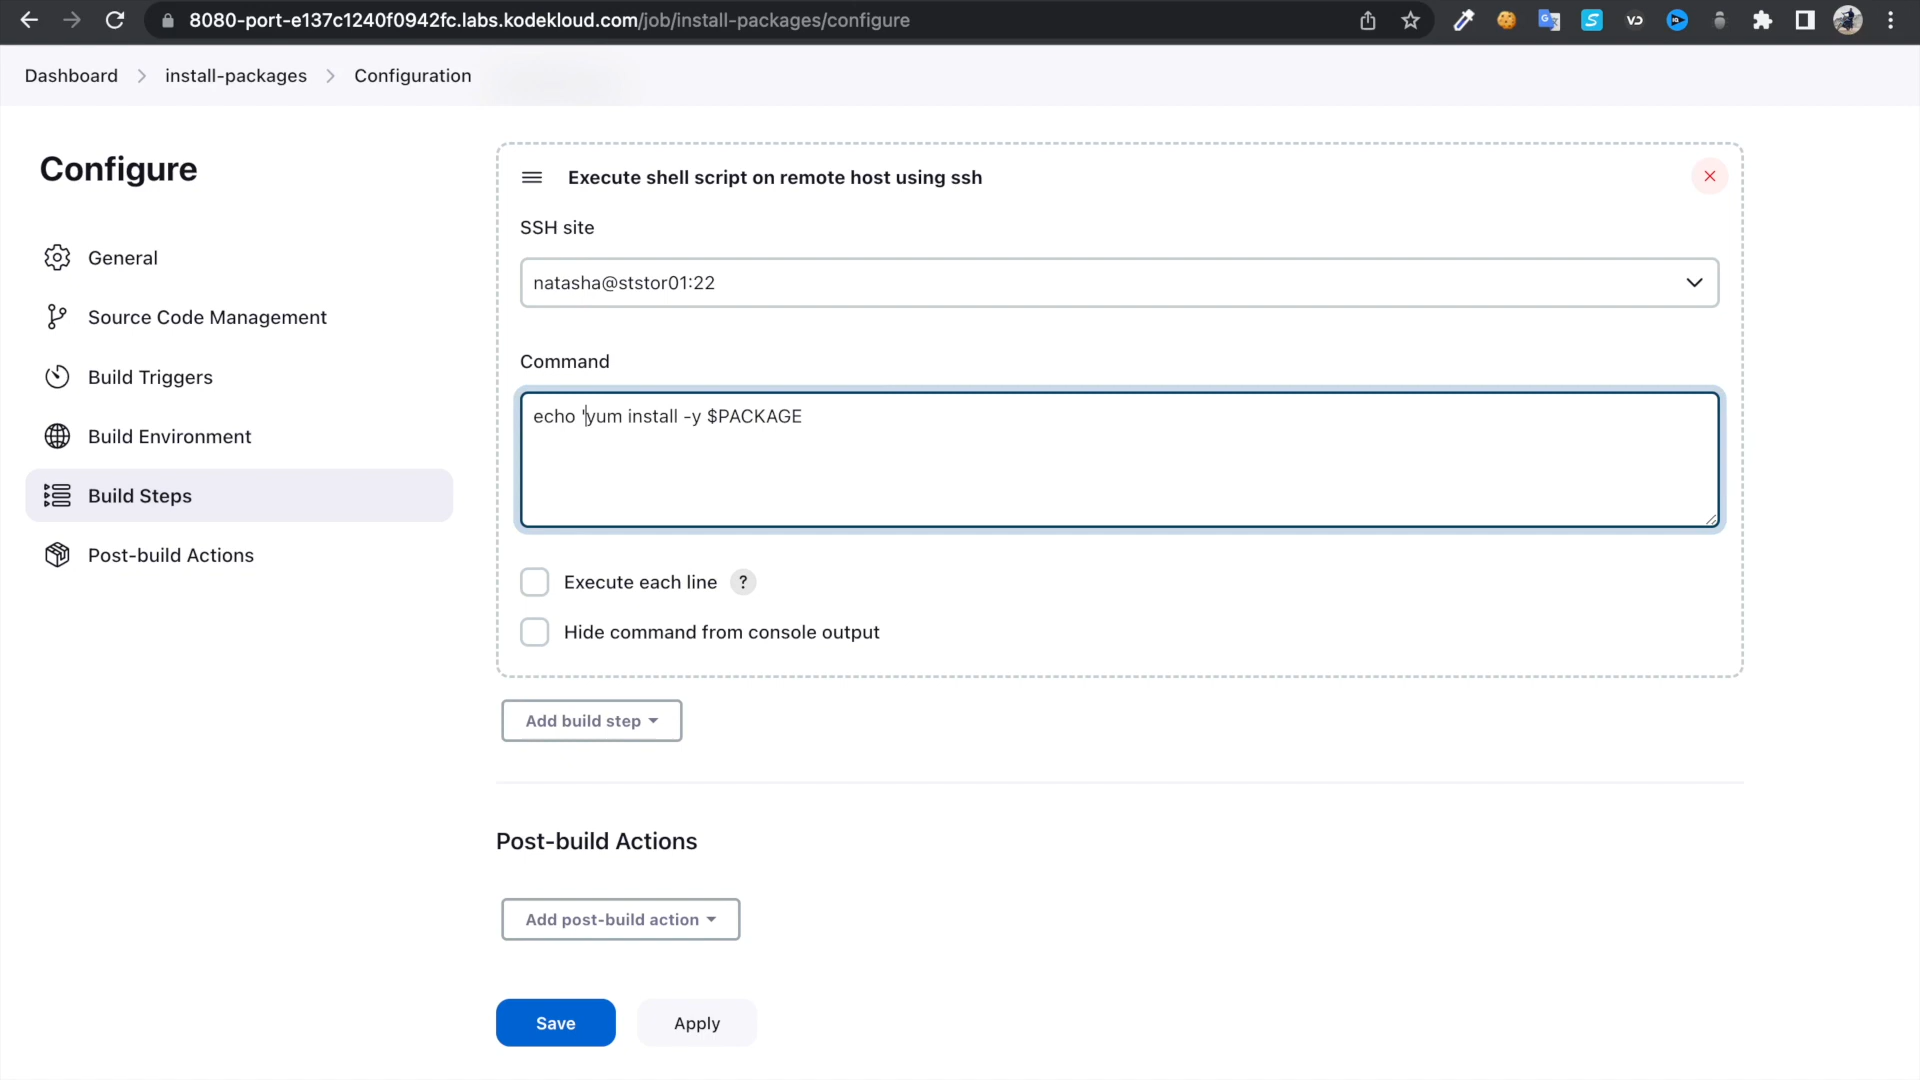 8080-port-e137c1240f0942fc.labs.kodekloud.com/job/install-packages/configure
Dashboard > install-packages > Configuration
Configure
General
Source Code Management
Build Triggers
Build Environment
Build Steps
Post-build Actions
Execute shell script on remote host using ssh
SSH site
natasha@ststor01:22
Command
echo 'yum install -y $PACKAGE
Execute each line ?
Hide command from console output
Add build step
Post-build Actions
Add post-build action
Save Apply